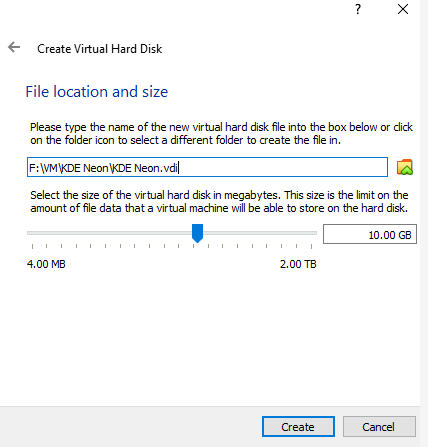 ?
Create Virtual Hard Disk
File location and size
Please type the name of the new virtual hard disk file into the box below or click
on the folder icon to select a different folder to create the file in.
F:\VM\KDE Neon\KDE Neon.vdi
Select the size of the virtual hard disk in megabytes. This size is the limit on the
amount of file data that a virtual machine will be able to store on the hard disk.
10.00 GB
4.00 MB 2.00 TB
Create Cancel